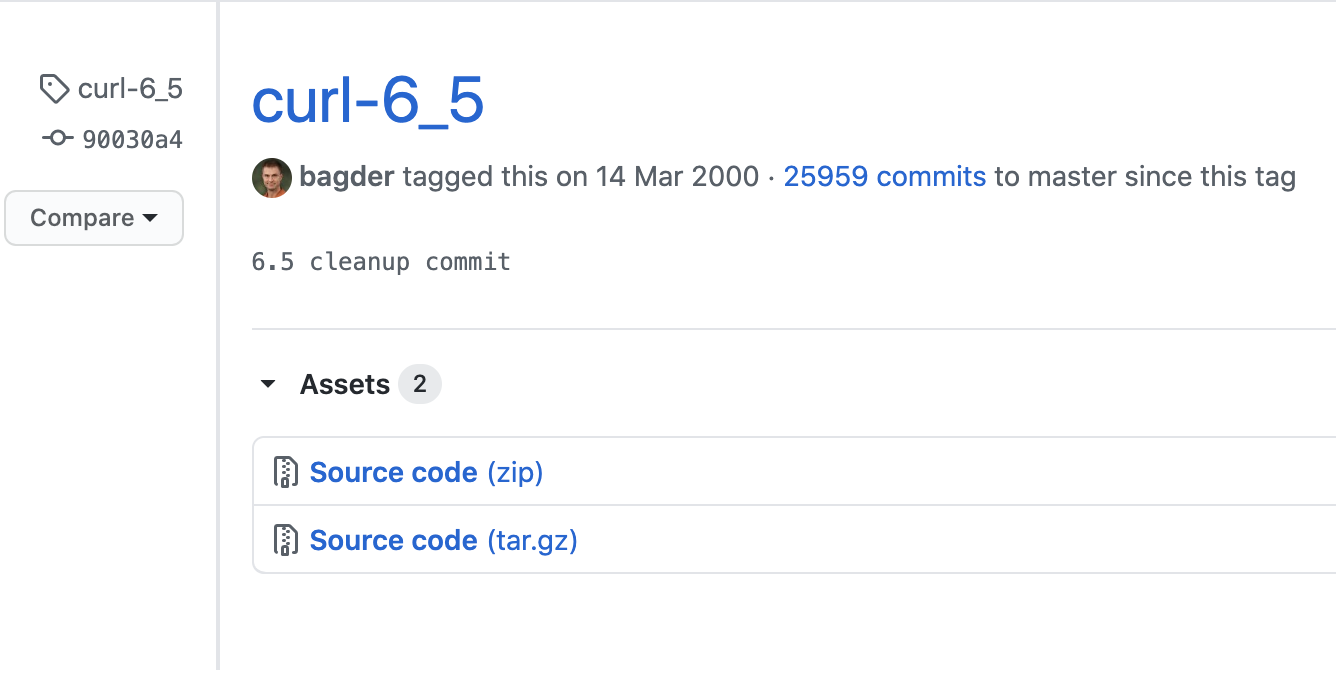 curl-6_5
90030a4
Compare
curl-6_5
bagder tagged this on 14 Mar 2000 · 25959 commits to master since this tag
6.5 cleanup commit
Assets 2
Source code (zip)
Source code (tar.gz)